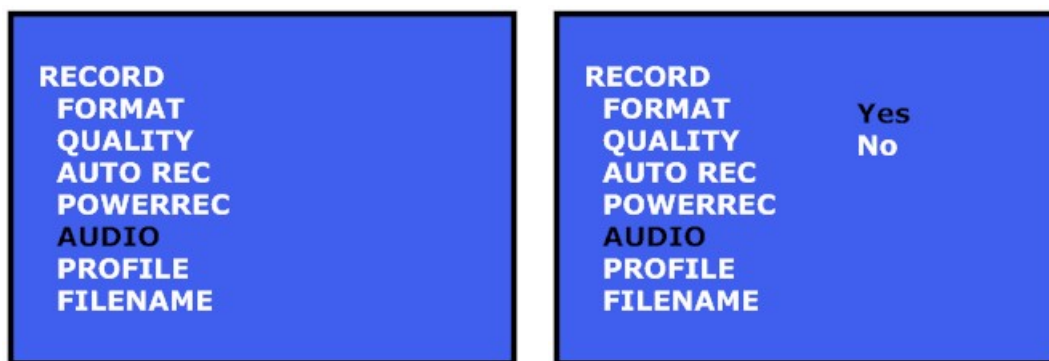 RECORD
FORMAT
QUALITY
AUTO REC
POWERREC
AUDIO
PROFILE
FILENAME
RECORD
FORMAT
QUALITY
AUTO REC
POWERREC
AUDIO
PROFILE
FILENAME
Yes
No